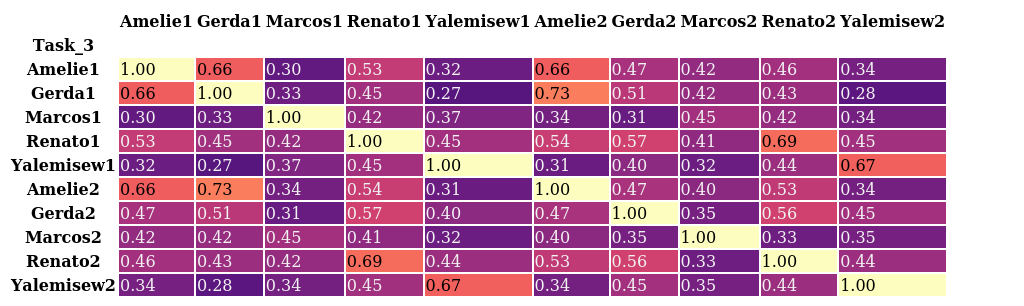 Amelie1 Gerda1 Marcos1 Renato1 Yalemisew1 Amelie2 Gerda2 Marcos2 Renato2 Yalemisew2
Task_3
Amelie1 1.00 0.66 0.30 0.53 0.32 0.66 0.47 0.42 0.46 0.34
Gerda1 0.66 1.00 0.33 0.45 0.27 0.73 0.51 0.42 0.43 0.28
Marcos1 0.30 0.33 1.00 0.42 0.37 0.34 0.31 0.45 0.42 0.34
Renato1 0.53 0.45 0.42 1.00 0.45 0.54 0.57 0.41 0.69 0.45
Yalemisew1 0.32 0.27 0.37 0.45 1.00 0.31 0.40 0.32 0.44 0.67
Amelie2 0.66 0.73 0.34 0.54 0.31 1.00 0.47 0.40 0.53 0.34
Gerda2 0.47 0.51 0.31 0.57 0.40 0.47 1.00 0.35 0.56 0.45
Marcos2 0.42 0.42 0.45 0.41 0.32 0.40 0.35 1.00 0.33 0.35
Renato2 0.46 0.43 0.42 0.69 0.44 0.53 0.56 0.33 1.00 0.44
Yalemisew2 0.34 0.28 0.34 0.45 0.67 0.34 0.45 0.35 0.44 1.00